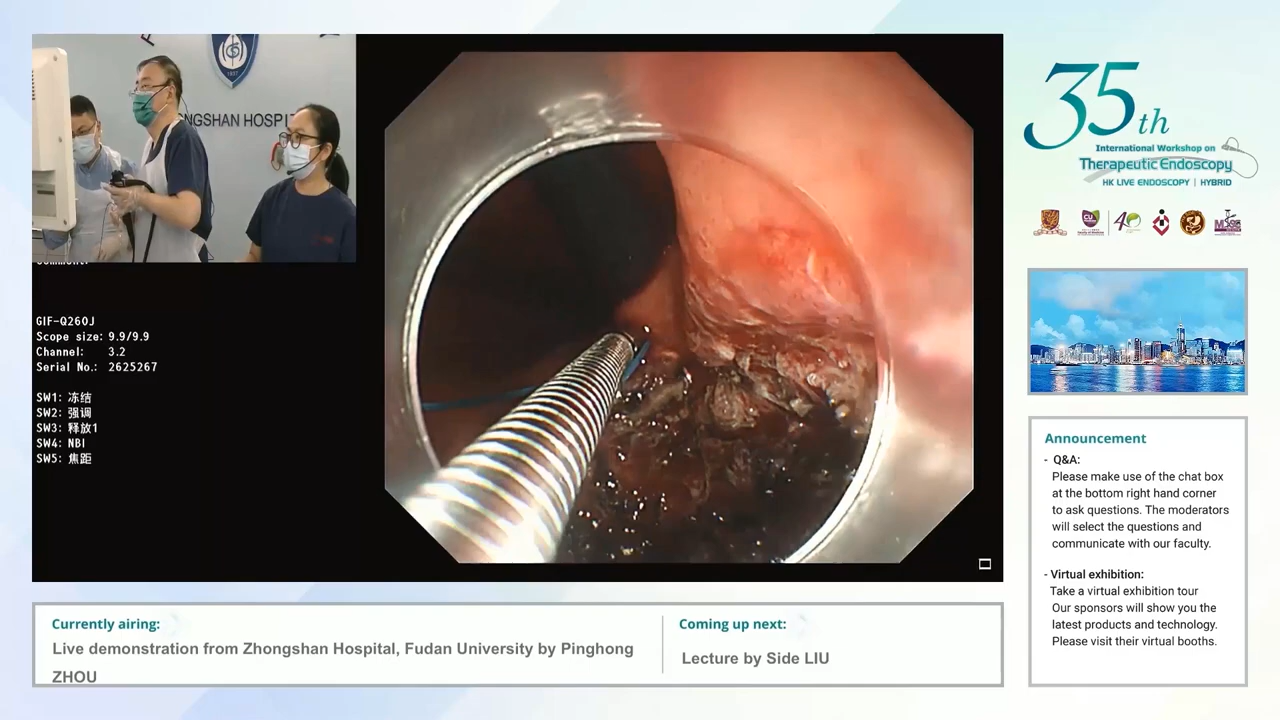 NGSHAN HOSPIT
1937
Comment:
GIF-Q260J
Scope size: 9.9/9.9
Channel: 3.2
Serial No.: 2625267
SW1: 冻结
SW2: 强调
SW3: 释放1
SW4: NBI
SW5: 焦距
35th
International Workshop on
Therapeutic Endoscopy
HK LIVE ENDOSCOPY | HYBRID
Announcement
- Q&A:
Please make use of the chat box
at the bottom right hand corner
to ask questions. The moderators
will select the questions and
communicate with our faculty.
- Virtual exhibition:
Take a virtual exhibition tour
Our sponsors will show you the
latest products and technology.
Please visit their virtual booths.
Currently airing:
Live demonstration from Zhongshan Hospital, Fudan University by Pinghong
ZHOU
Coming up next:
Lecture by Side LIU